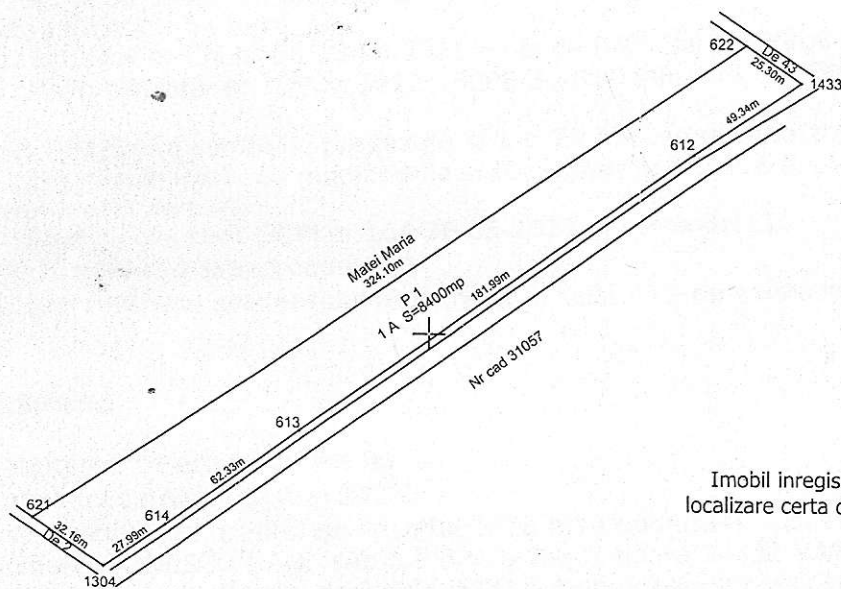 622
De 43
25.30m
1433
49.34m
612
Matei Maria
324.10m
P 1
1 A S=8400mp
181.99m
Nr cad 31057
613
62.33m
621
614
32.16m
27.99m
De 2
1304
Imobil inregis
localizare certa c